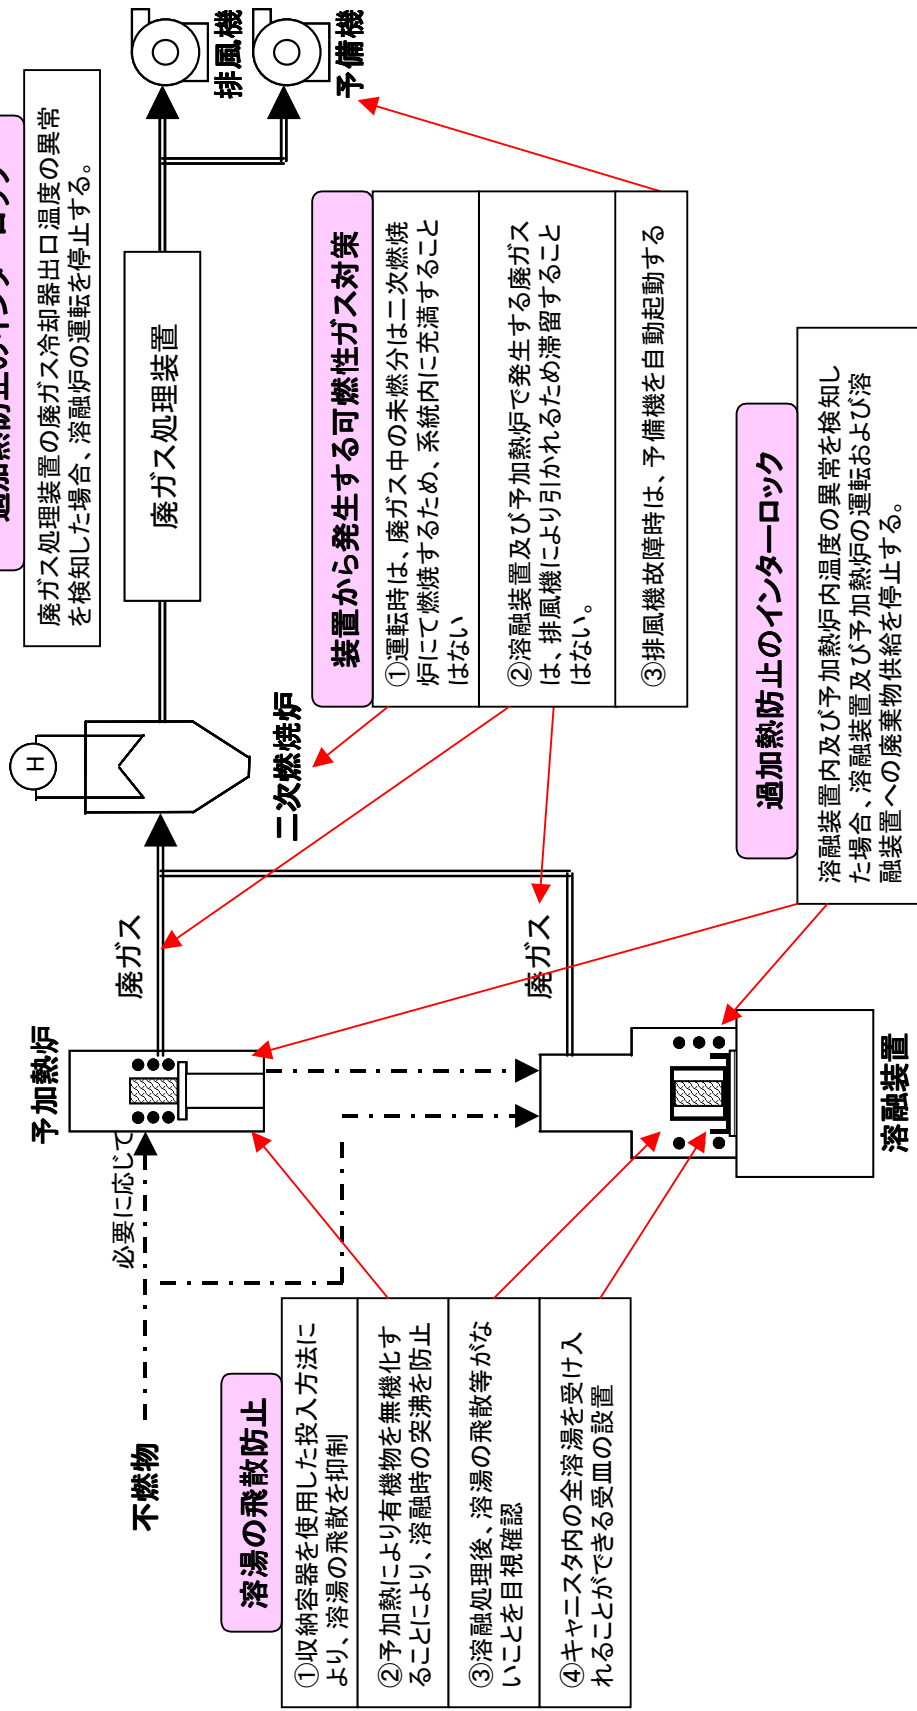 過加熱防止のインターロック
廃ガス処理装置の廃ガス冷却器出口温度の異常
を検知した場合、溶融炉の運転を停止する。
排風機
予備機
廃ガス処理装置
H
二次燃焼炉
装置から発生する可燃性ガス対策
①運転時は、廃ガス中の未燃分は二次燃焼
炉にて燃焼するため、系統内に充満すること
はない
②溶融装置及び予加熱炉で発生する廃ガス
は、排風機により引かれるため滞留すること
はない。
③排風機故障時は、予備機を自動起動する
予加熱炉
廃ガス
廃ガス
必要に応じて
不燃物
過加熱防止のインターロック
溶融装置内及び予加熱炉内温度の異常を検知し
た場合、溶融装置及び予加熱炉の運転および溶
融装置への廃棄物供給を停止する。
溶融装置
溶湯の飛散防止
①収納容器を使用した投入方法に
より、溶湯の飛散を抑制
②予加熱により有機物を無機化す
ることにより、溶融時の突沸を防止
③溶融処理後、溶湯の飛散等がな
いことを目視確認
④キャニスタ内の全溶湯を受け入
れることができる受皿の設置